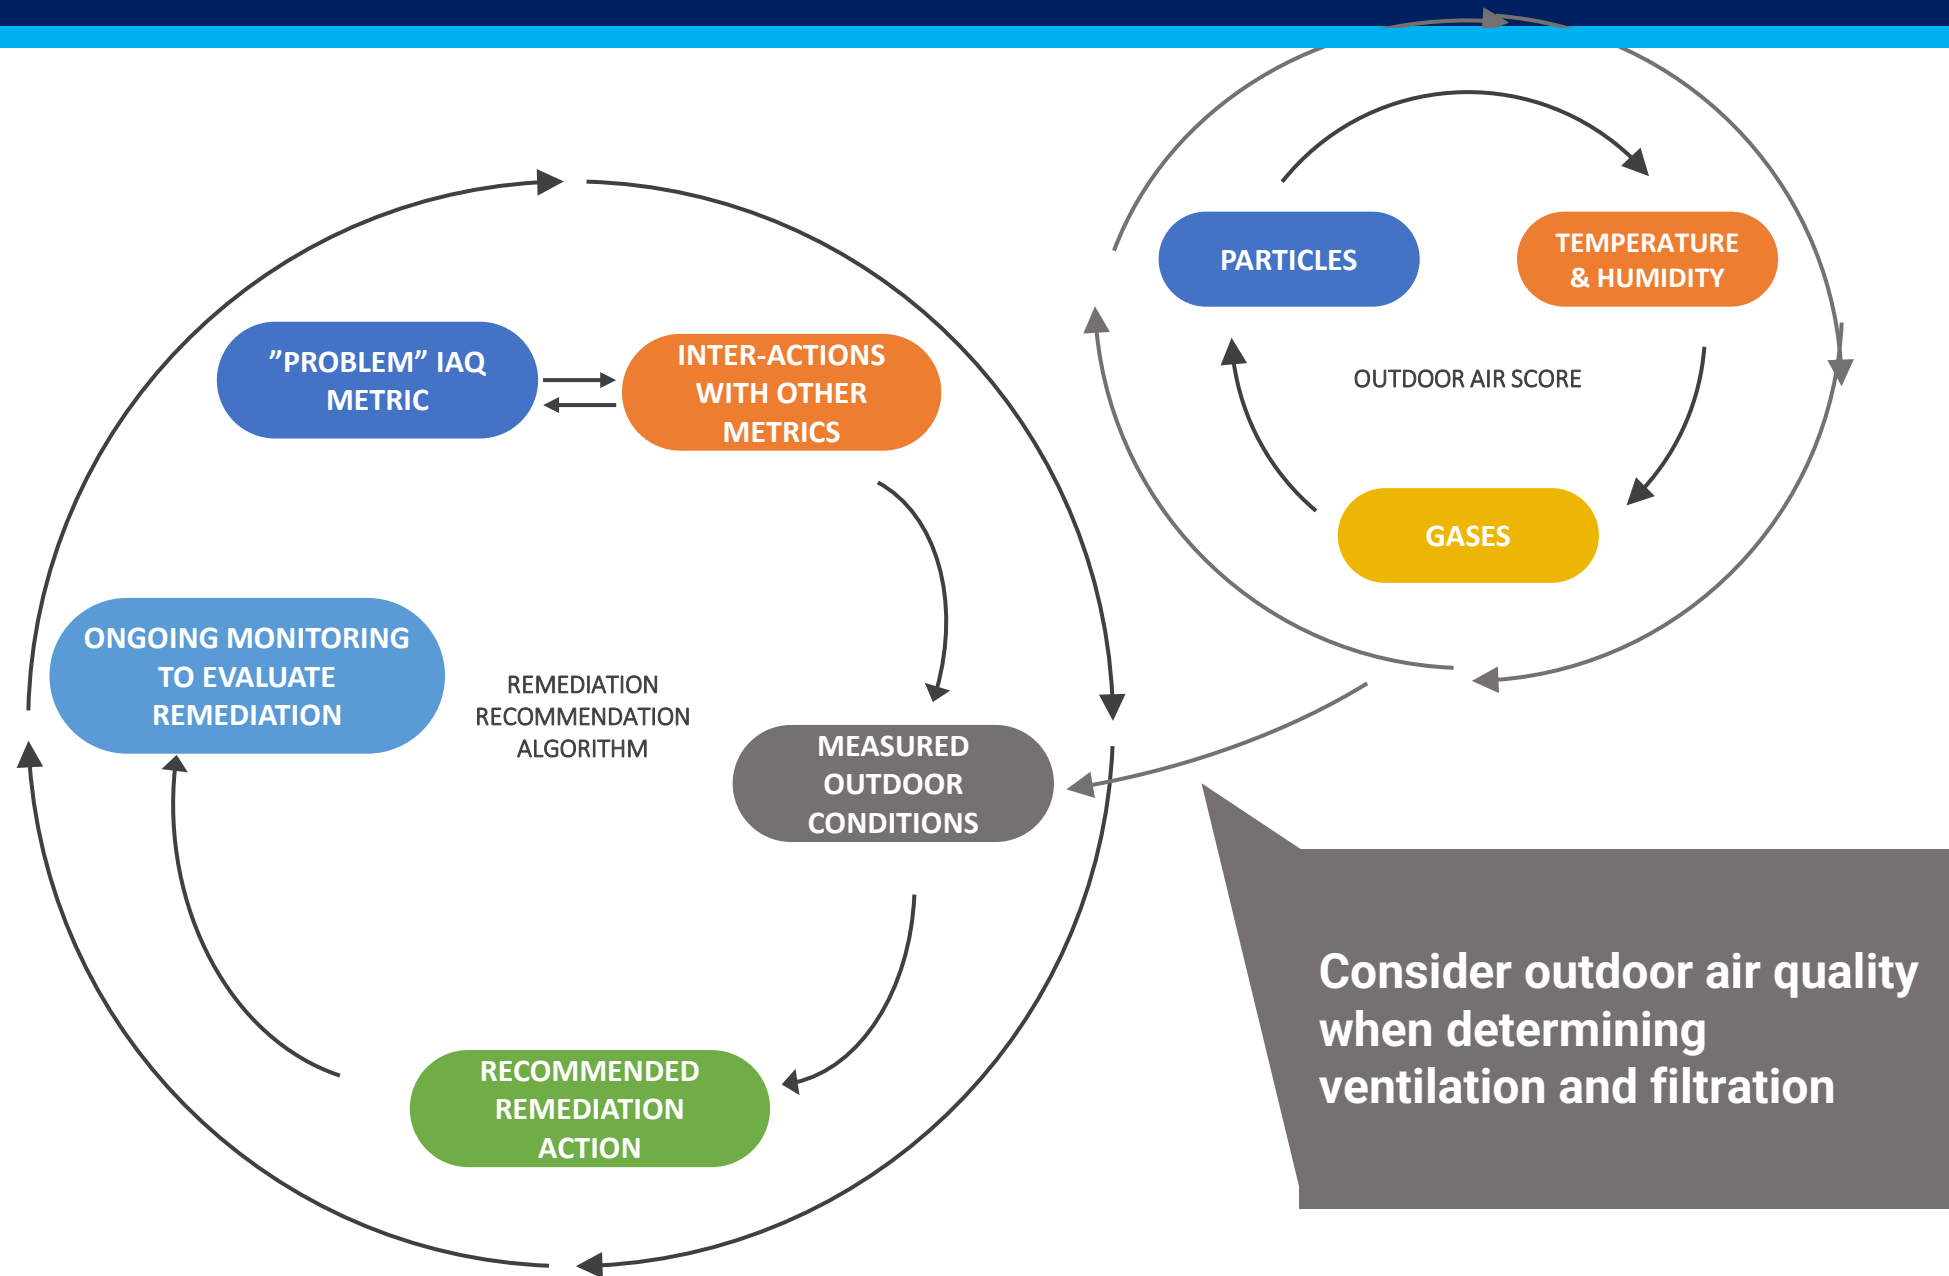 PARTICLES
TEMPERATURE
& HUMIDITY
OUTDOOR AIR SCORE
GASES
”PROBLEM” IAQ
METRIC
INTER-ACTIONS
WITH OTHER
METRICS
ONGOING MONITORING
TO EVALUATE
REMEDIATION
REMEDIATION
RECOMMENDATION
ALGORITHM
MEASURED
OUTDOOR
CONDITIONS
RECOMMENDED
REMEDIATION
ACTION
Consider outdoor air quality
when determining
ventilation and filtration